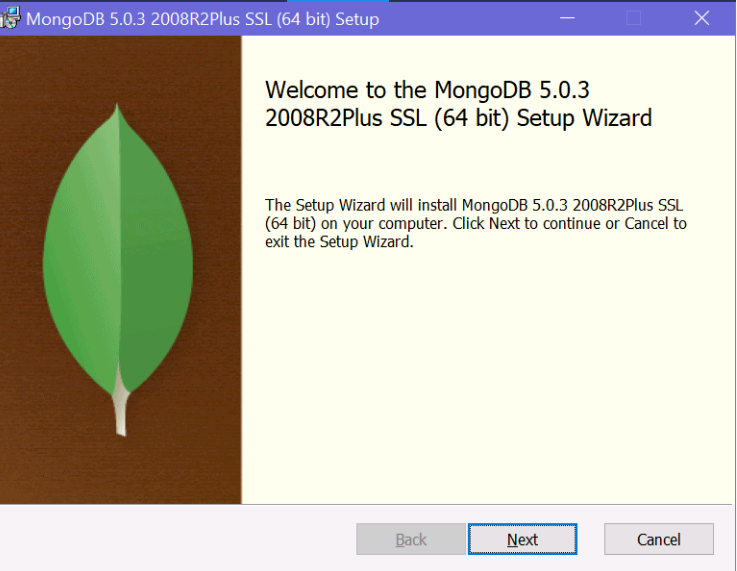 MongoDB 5.0.3 2008R2Plus SSL (64 bit) Setup
Welcome to the MongoDB 5.0.3
2008R2Plus SSL (64 bit) Setup Wizard
The Setup Wizard will install MongoDB 5.0.3 2008R2Plus SSL
(64 bit) on your computer. Click Next to continue or Cancel to
exit the Setup Wizard.
Back Next Cancel